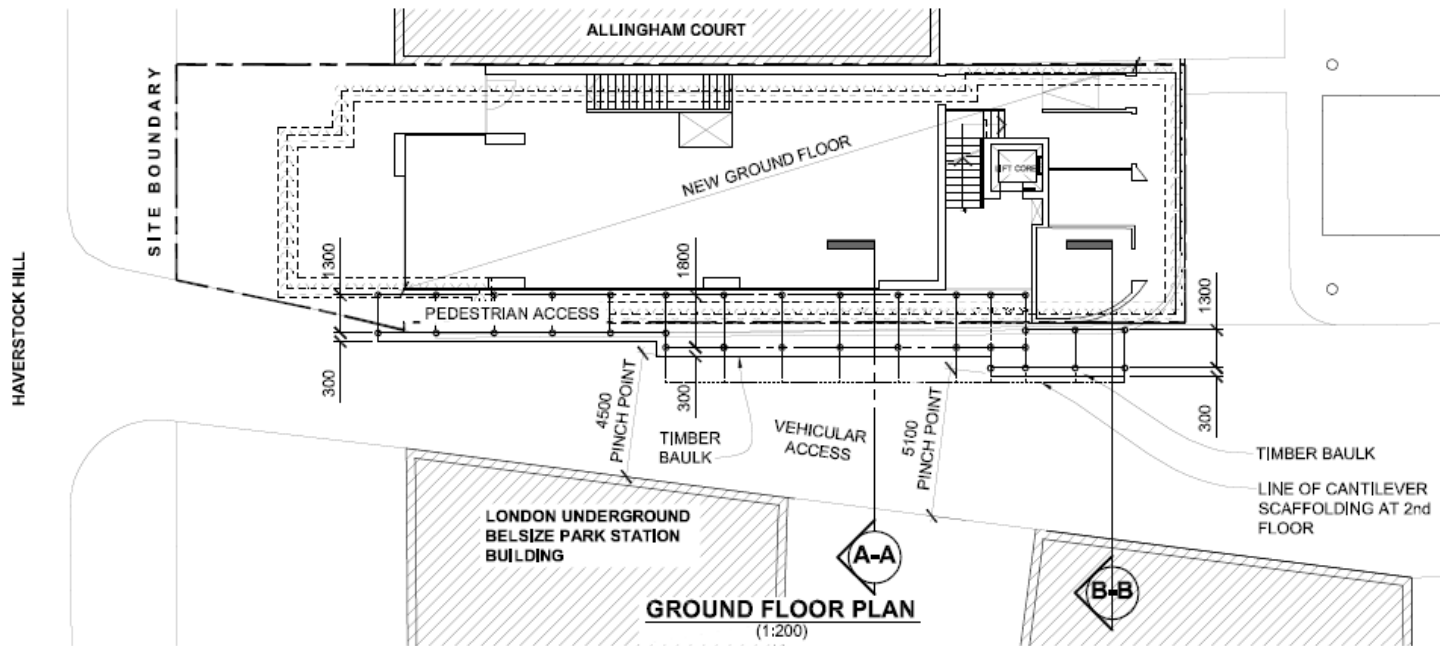 ALLINGHAM COURT
SITE BOUNDARY
HAVERSTOCK HILL
NEW GROUND FLOOR
LIFT CORE
1300
1800
1300
PEDESTRIAN ACCESS
300
300
300
4500
PINCH POINT
TIMBER
BAULK
VEHICULAR
ACCESS
5100
PINCH POINT
TIMBER BAULK
LINE OF CANTILEVER
SCAFFOLDING AT 2nd
FLOOR
LONDON UNDERGROUND
BELSIZE PARK STATION
BUILDING
A-A
B-B
GROUND FLOOR PLAN
(1:200)